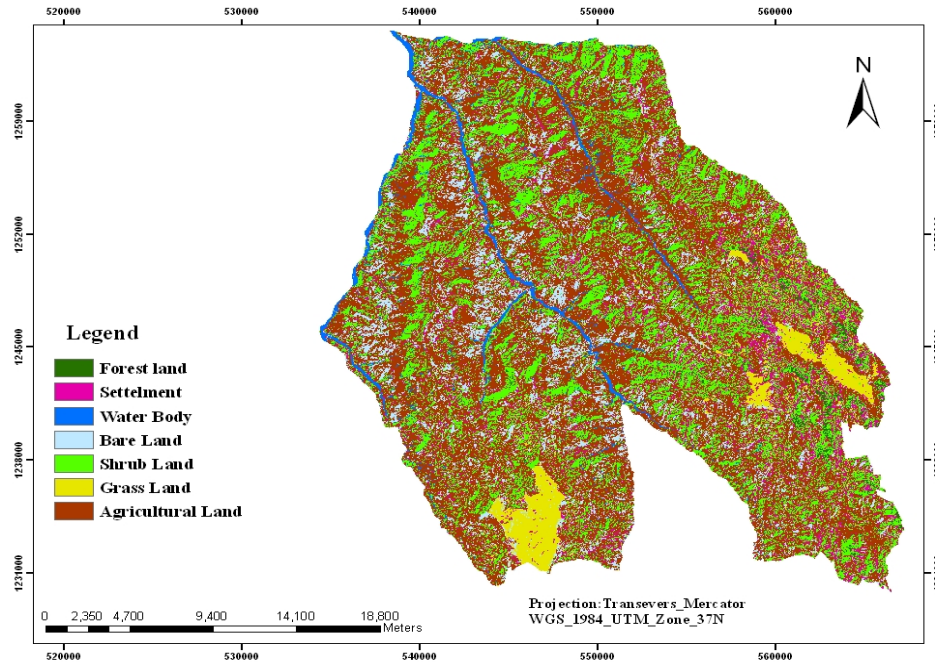 520000 530000 540000 550000 560000
N
1259000
1252000
1245000
1238000
1231000
Legend
Forest land
Settelment
Water Body
Bare Land
Shrub Land
Grass Land
Agricultural Land
0 2,350 4,700 9,400 14,100 18,800
Meters
Projection:Transevers_Mercator
WGS_1984_UTM_Zone_37N
520000 530000 540000 550000 560000